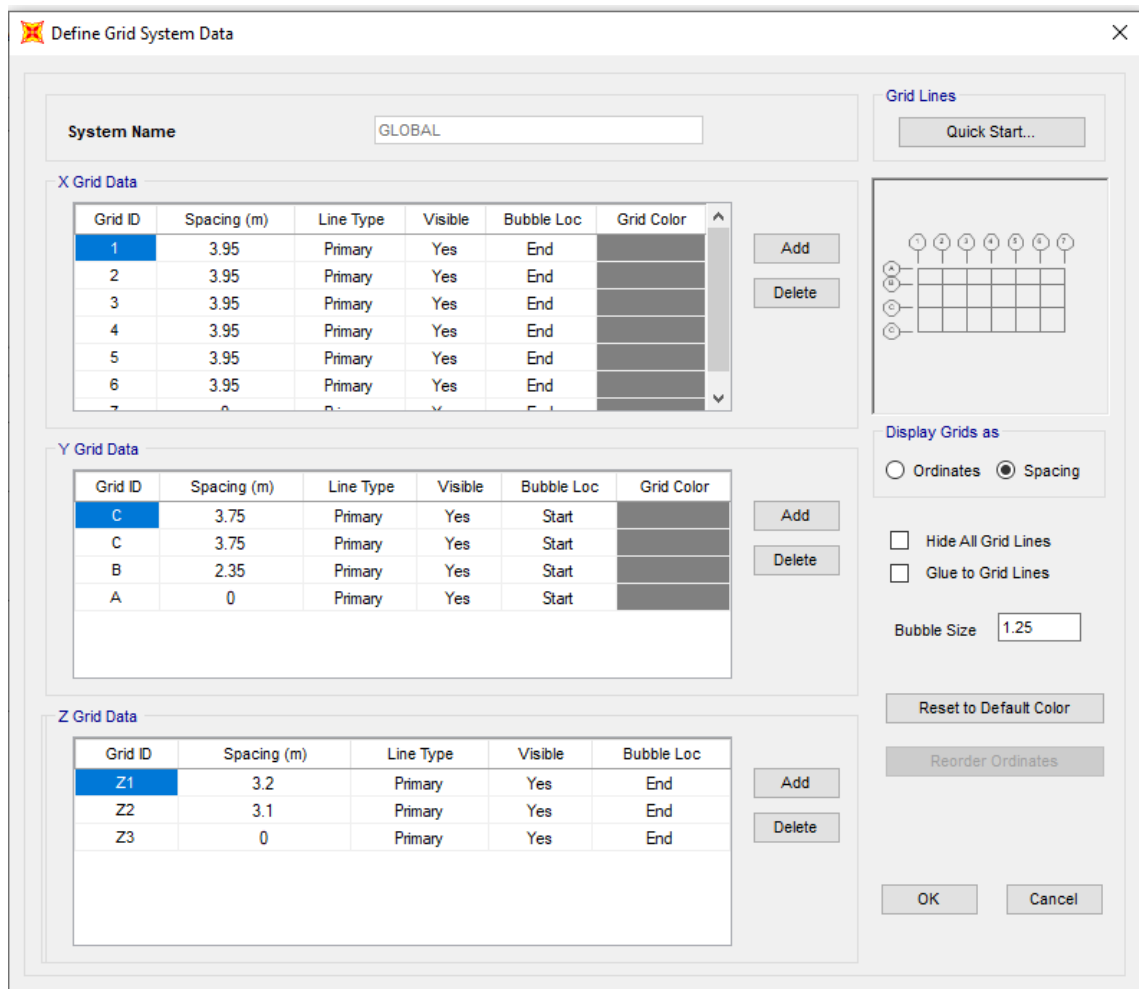 Define Grid System Data
System Name GLOBAL
Grid Lines
Quick Start...
X Grid Data
Grid ID Spacing (m) Line Type Visible Bubble Loc Grid Color
1 3.95 Primary Yes End
2 3.95 Primary Yes End
3 3.95 Primary Yes End
4 3.95 Primary Yes End
5 3.95 Primary Yes End
6 3.95 Primary Yes End
Add
Delete
1 2 3 4 5 6 7
A
B
C
C
Display Grids as
Ordinates Spacing
Y Grid Data
Grid ID Spacing (m) Line Type Visible Bubble Loc Grid Color
C 3.75 Primary Yes Start
C 3.75 Primary Yes Start
B 2.35 Primary Yes Start
A 0 Primary Yes Start
Add
Delete
Hide All Grid Lines
Glue to Grid Lines
Bubble Size 1.25
Reset to Default Color
Reorder Ordinates
Z Grid Data
Grid ID Spacing (m) Line Type Visible Bubble Loc
Z1 3.2 Primary Yes End
Z2 3.1 Primary Yes End
Z3 0 Primary Yes End
Add
Delete
OK Cancel